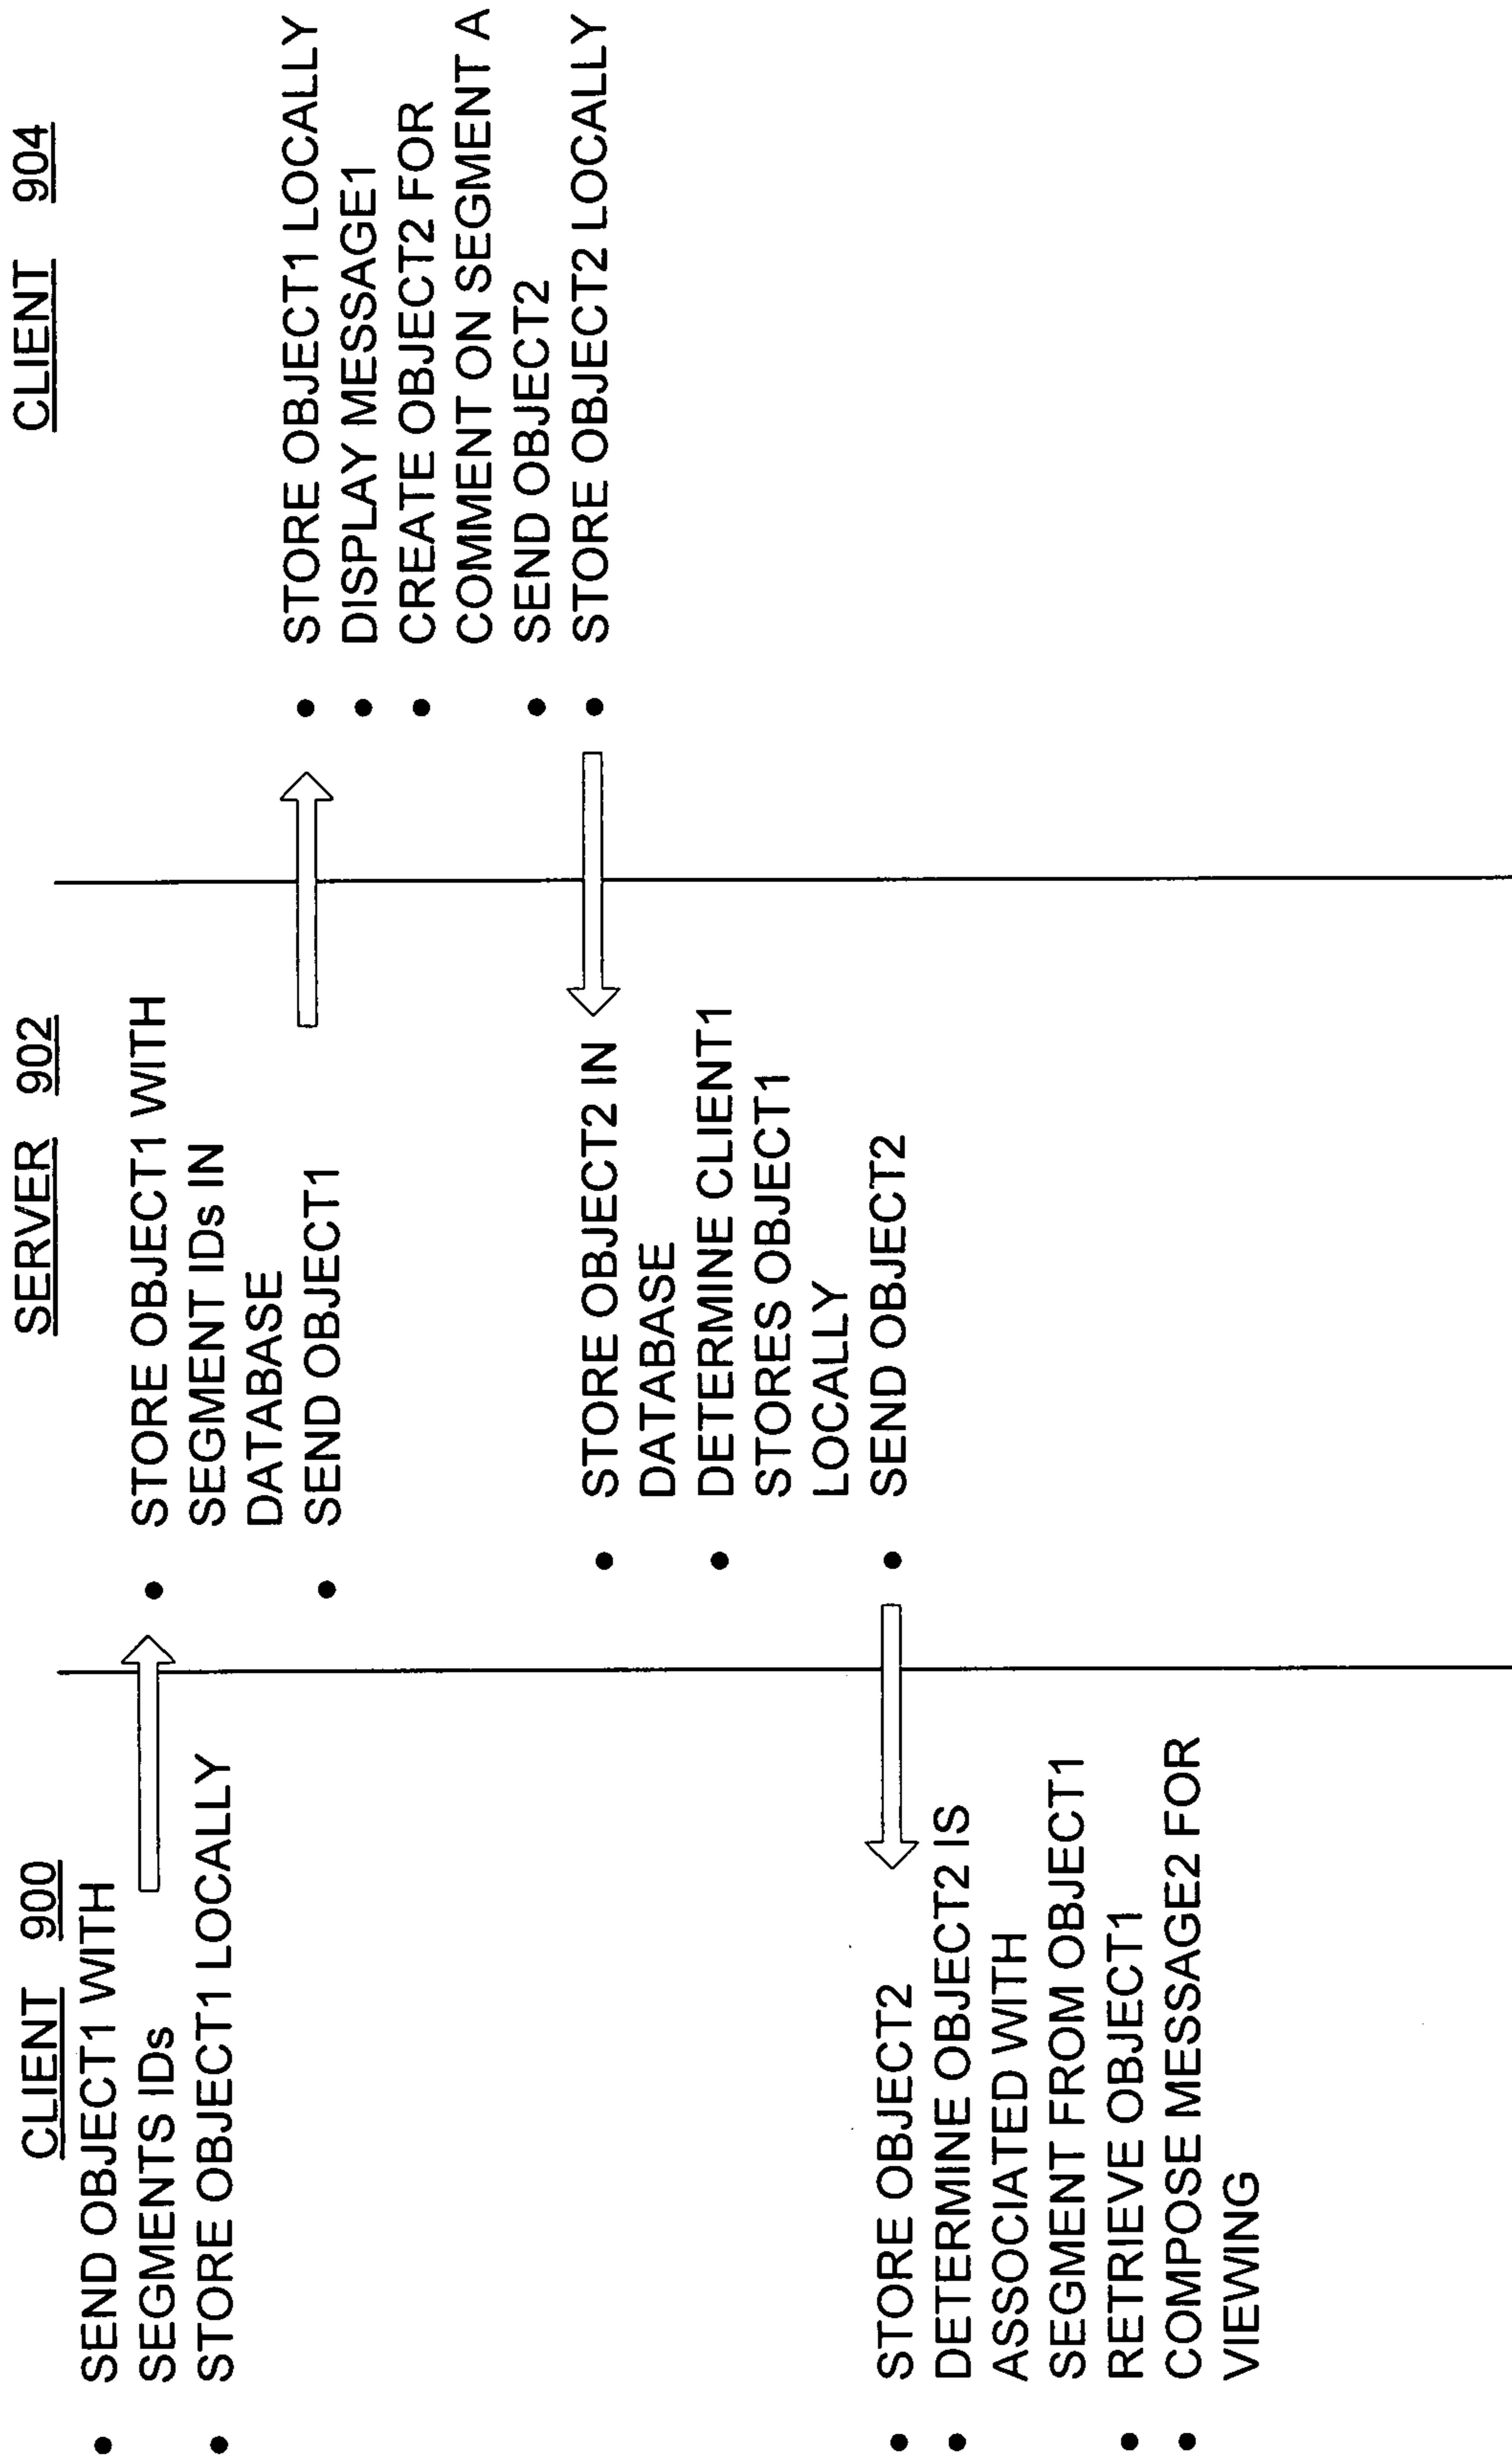 CLIENT 900
SEND OBJECT1 WITH
SEGMENTS IDs
STORE OBJECT1 LOCALLY
STORE OBJECT2
DETERMINE OBJECT2 IS
ASSOCIATED WITH
SEGMENT FROM OBJECT1
RETRIEVE OBJECT1
COMPOSE MESSAGE2 FOR
VIEWING
SERVER 902
STORE OBJECT1 WITH
SEGMENT IDs IN
DATABASE
SEND OBJECT1
STORE OBJECT2 IN
DATABASE
DETERMINE CLIENT1
STORES OBJECT1
LOCALLY
SEND OBJECT2
CLIENT 904
STORE OBJECT1 LOCALLY
DISPLAY MESSAGE1
CREATE OBJECT2 FOR
COMMENT ON SEGMENT A
SEND OBJECT2
STORE OBJECT2 LOCALLY